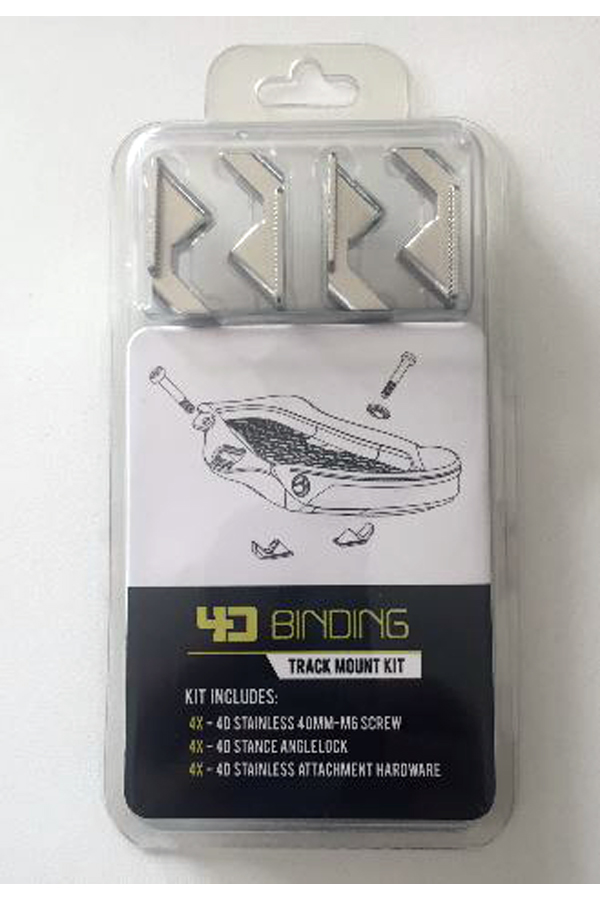 4D BINDING
TRACK MOUNT KIT
KIT INCLUDES:
4X - 4D STAINLESS 40MM-M6 SCREW
4X - 4D STANCE ANGLELOCK
4X - 4D STAINLESS ATTACHMENT HARDWARE